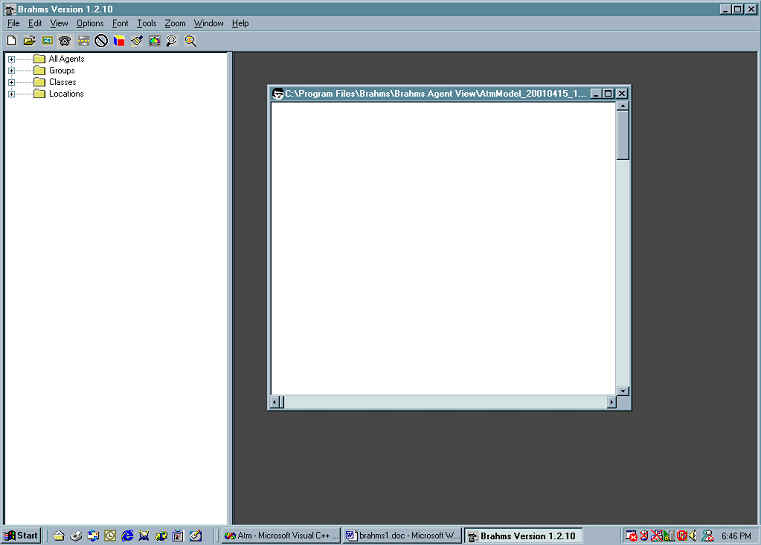 Brahms Version 1.2.10
File Edit View Options Font Tools Zoom Window Help
All Agents
Groups
Classes
Locations
C:\Program Files\Brahms\Brahms Agent View\AtmModel_20010415_1...
Start
Atm - Microsoft Visual C++ ...
brahms1.doc - Microsoft W...
Brahms Version 1.2.10
6:46 PM